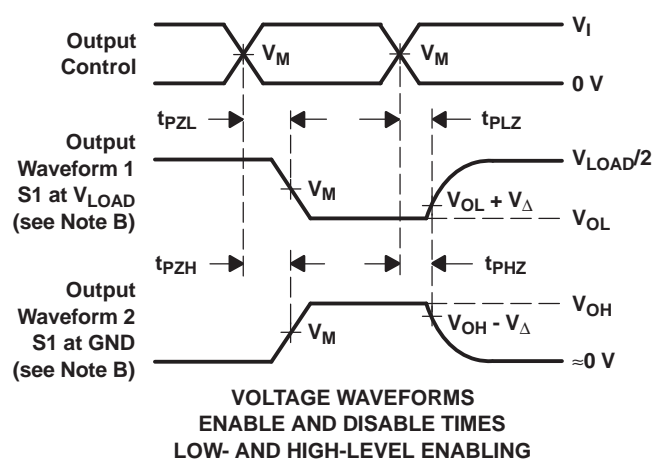 Output
Control
V_M
V_M
V_I
0 V
t_PZL
t_PLZ
Output
Waveform 1
S1 at V_LOAD
(see Note B)
V_M
V_LOAD/2
V_OL + V_Δ
V_OL
t_PZH
t_PHZ
Output
Waveform 2
S1 at GND
(see Note B)
V_M
V_OH
V_OH - V_Δ
≈0 V
VOLTAGE WAVEFORMS
ENABLE AND DISABLE TIMES
LOW- AND HIGH-LEVEL ENABLING